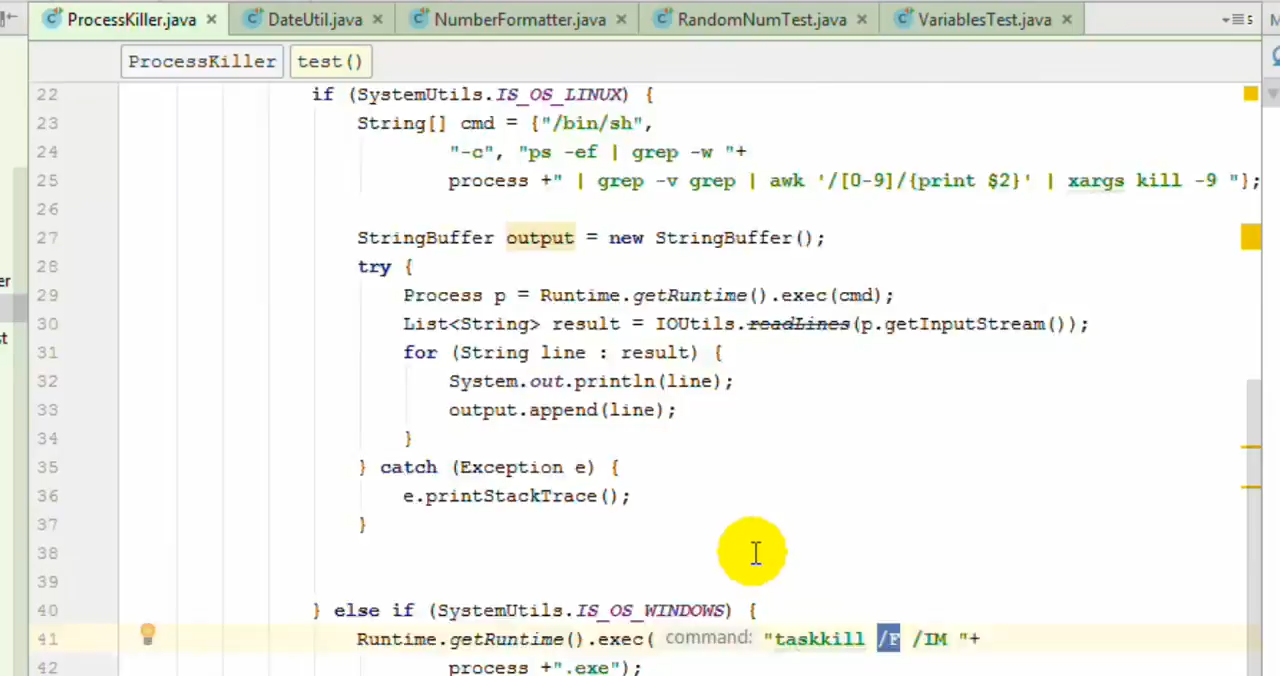 ProcessKiller.java × DateUtil.java × NumberFormatter.java × RandomNumTest.java × VariablesTest.java × 5
ProcessKiller test()
22 if (SystemUtils.IS_OS_LINUX) {
23 String[] cmd = {"/bin/sh",
24 "-c", "ps -ef | grep -w "+
25 process +" | grep -v grep | awk '/[0-9]/{print $2}' | xargs kill -9 "};
26
27 StringBuffer output = new StringBuffer();
28 try {
29 Process p = Runtime.getRuntime().exec(cmd);
30 List<String> result = IOUtils.readLines(p.getInputStream());
31 for (String line : result) {
32 System.out.println(line);
33 output.append(line);
34 }
35 } catch (Exception e) {
36 e.printStackTrace();
37 }
38
39
40 } else if (SystemUtils.IS_OS_WINDOWS) {
41 Runtime.getRuntime().exec( command: "taskkill /F /IM "+
42 process +".exe");